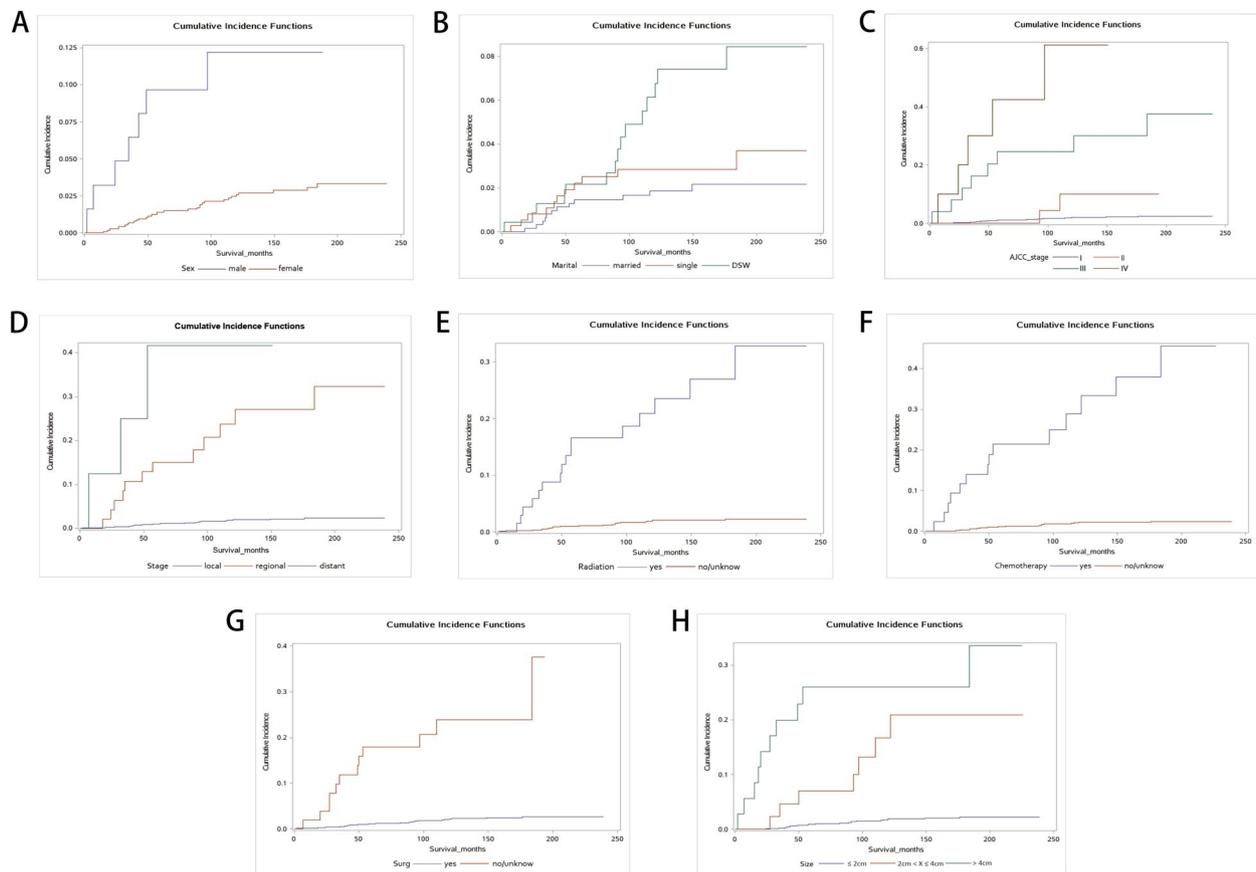 A
Cumulative Incidence Functions
0.125
0.100
0.075
0.050
0.025
0.000
Cumulative Incidence
0 50 100 150 200 250
Survival_months
Sex male female
B
Cumulative Incidence Functions
0.08
0.06
0.04
0.02
0.00
Cumulative Incidence
0 50 100 150 200 250
Survival_months
Marital married single DSW
C
Cumulative Incidence Functions
0.6
0.4
0.2
0.0
Cumulative Incidence
0 50 100 150 200 250
Survival_months
AJCC_stage I II
III IV
D
Cumulative Incidence Functions
0.4
0.3
0.2
0.1
0.0
Cumulative Incidence
0 50 100 150 200 250
Survival_months
Stage local regional distant
E
Cumulative Incidence Functions
0.3
0.2
0.1
0.0
Cumulative Incidence
0 50 100 150 200 250
Survival_months
Radiation yes no/unknow
F
Cumulative Incidence Functions
0.4
0.3
0.2
0.1
0.0
Cumulative Incidence
0 50 100 150 200 250
Survival_months
Chemotherapy yes no/unknow
G
Cumulative Incidence Functions
0.4
0.3
0.2
0.1
0.0
Cumulative Incidence
0 50 100 150 200 250
Survival_months
Surg yes no/unknow
H
Cumulative Incidence Functions
0.3
0.2
0.1
0.0
Cumulative Incidence
0 50 100 150 200 250
Survival_months
Size ≤ 2cm 2cm < X ≤ 4cm > 4cm